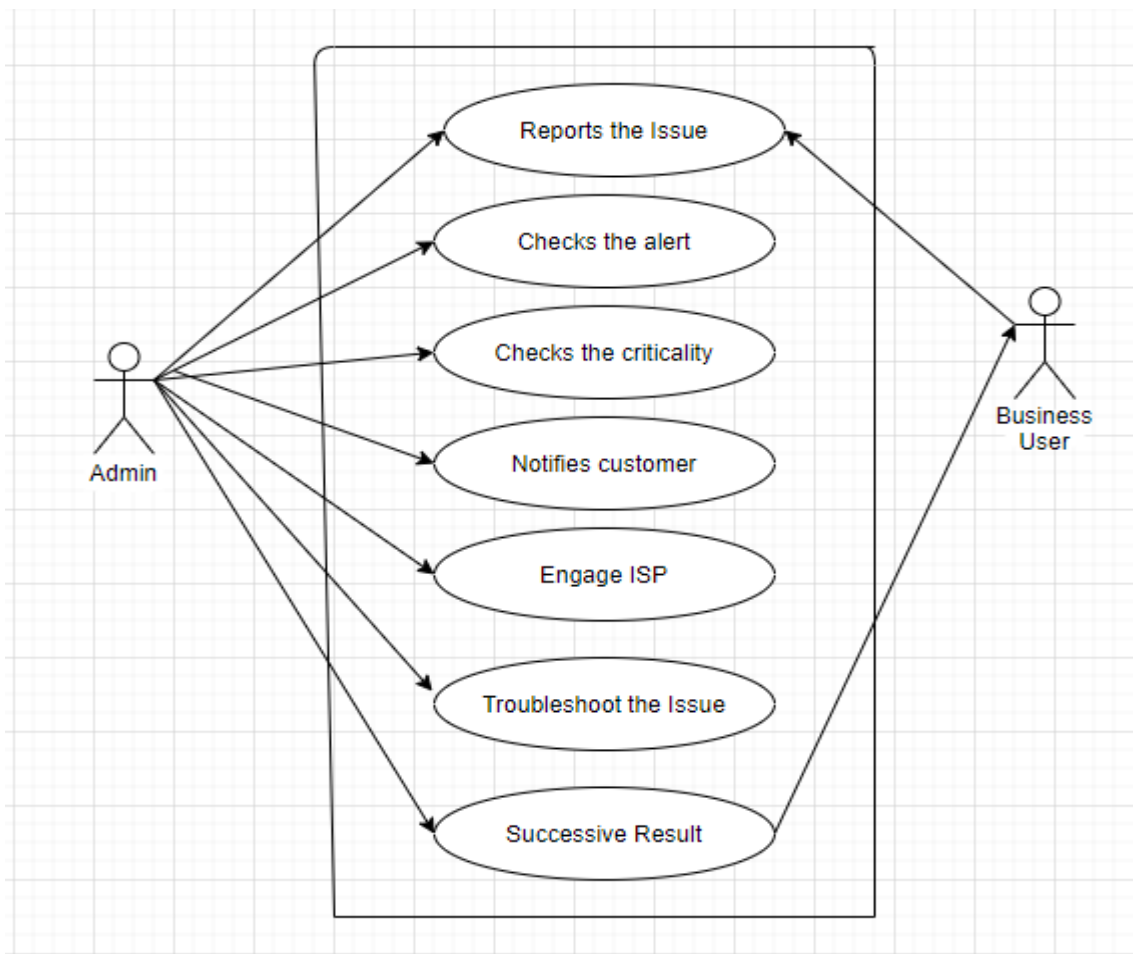 Reports the Issue
Checks the alert
Checks the criticality
Notifies customer
Engage ISP
Troubleshoot the Issue
Successive Result
Admin
Business
User